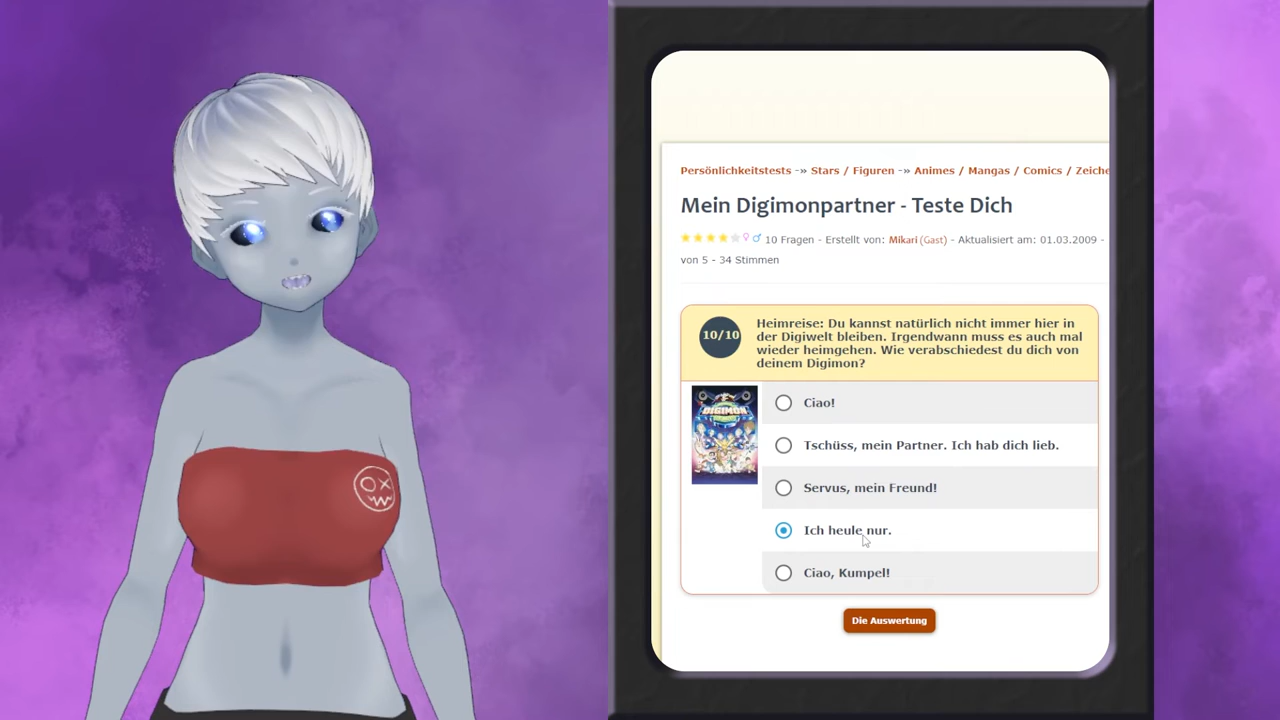 Persönlichkeitstests -» Stars / Figuren -» Animes / Mangas / Comics / Zeiche
Mein Digimonpartner - Teste Dich
10 Fragen - Erstellt von: Mikari (Gast) - Aktualisiert am: 01.03.2009 -
von 5 - 34 Stimmen
10/10
Heimreise: Du kannst natürlich nicht immer hier in
der Digiwelt bleiben. Irgendwann muss es auch mal
wieder heimgehen. Wie verabschiedest du dich von
deinem Digimon?
DIGIMON
Ciao!
Tschüss, mein Partner. Ich hab dich lieb.
Servus, mein Freund!
Ich heule nur.
Ciao, Kumpel!
Die Auswertung